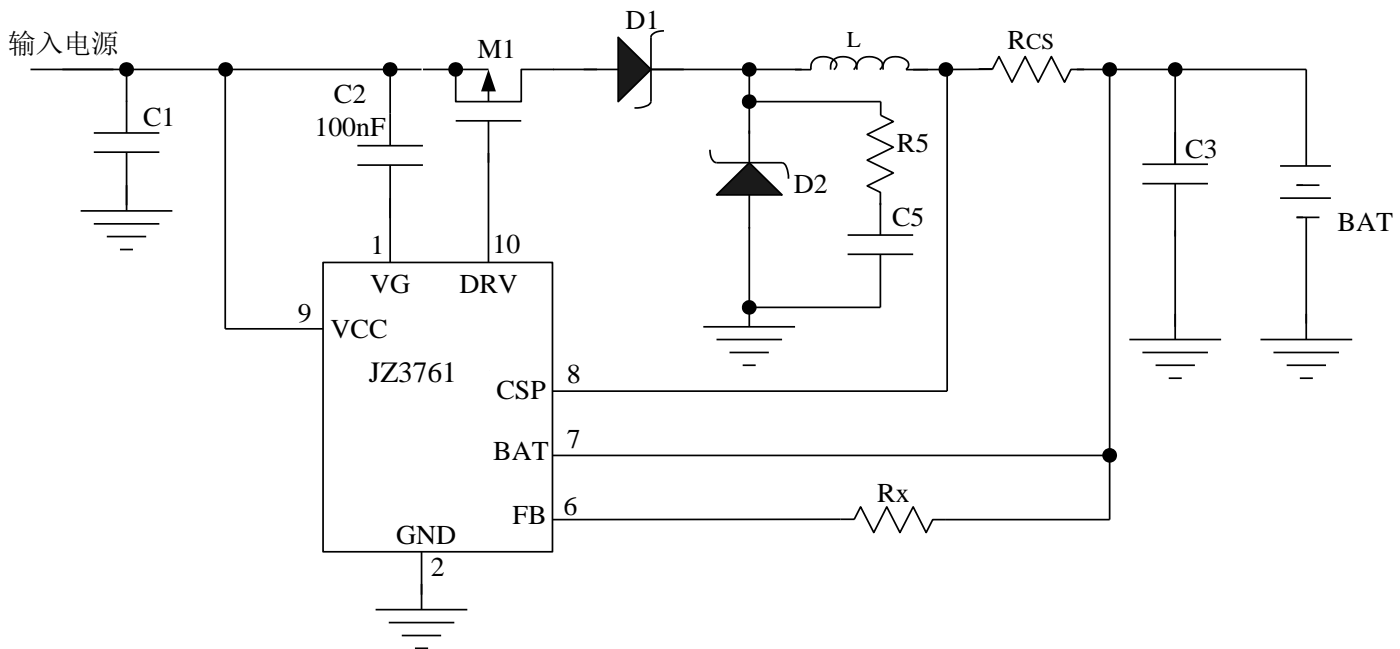 输入电源
D1
M1
L
RCS
C2
100nF
C1
R5
C3
D2
C5
BAT
1
10
VG
DRV
9
VCC
JZ3761
CSP
8
BAT
7
FB
6
Rx
GND
2